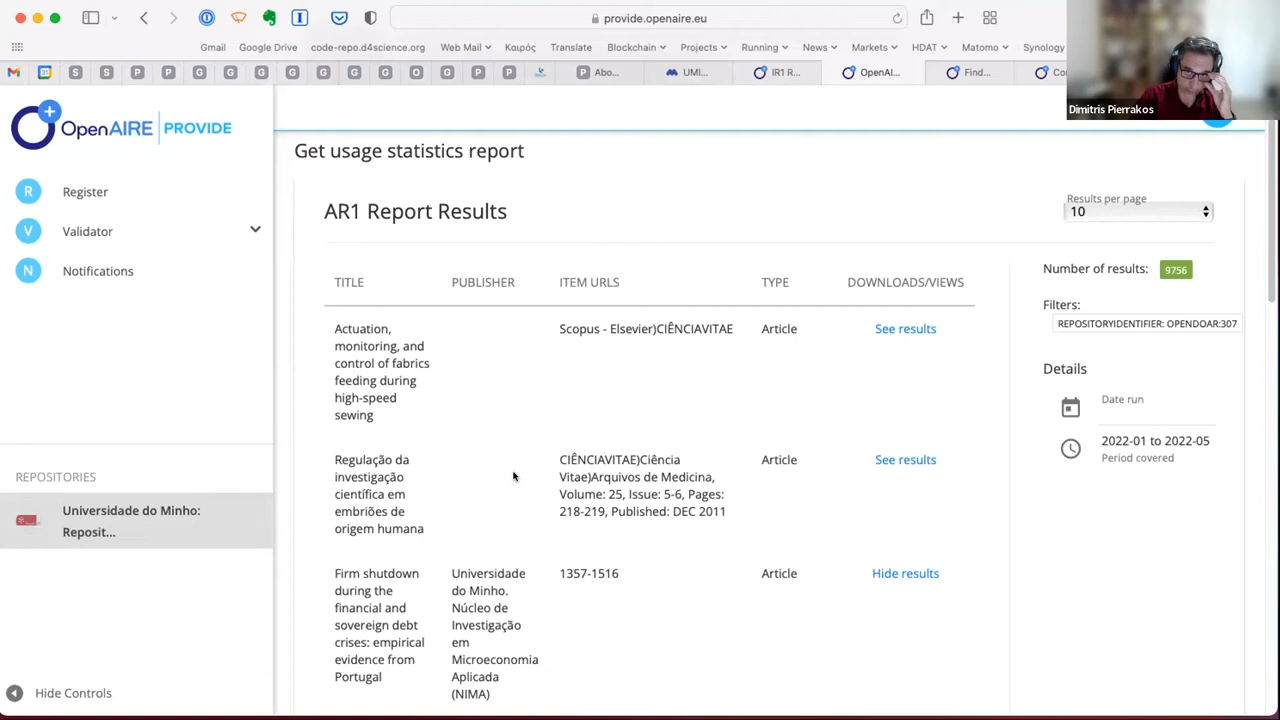 provide.openaire.eu
Gmail
Google Drive
code-repo.d4science.org
Web Mail
Καιρός
Translate
Blockchain
Projects
Running
News
Markets
HDAT
Matomo
Synology
S S P P G G G G G G G O G P P
P Abo...
UMI...
IR1 R...
OpenAI...
Find...
Co
Dimitris Pierrakos
OpenAIRE PROVIDE
R Register
V Validator
N Notifications
REPOSITORIES
Universidade do Minho:
Reposit...
Hide Controls
Get usage statistics report
AR1 Report Results
Results per page
10
TITLE PUBLISHER ITEM URLS TYPE DOWNLOADS/VIEWS
Actuation,
monitoring, and
control of fabrics
feeding during
high-speed
sewing
Scopus - Elsevier)CIÊNCIAVITAE
Article
See results
Regulação da
investigação
científica em
embriões de
origem humana
CIÊNCIAVITAE)Ciência
Vitae)Arquivos de Medicina,
Volume: 25, Issue: 5-6, Pages:
218-219, Published: DEC 2011
Article
See results
Firm shutdown
during the
financial and
sovereign debt
crises: empirical
evidence from
Portugal
Universidade
do Minho.
Núcleo de
Investigação
em
Microeconomia
Aplicada
(NIMA)
1357-1516
Article
Hide results
Number of results: 9756
Filters:
REPOSITORYIDENTIFIER: OPENDOAR:307
Details
Date run
2022-01 to 2022-05
Period covered